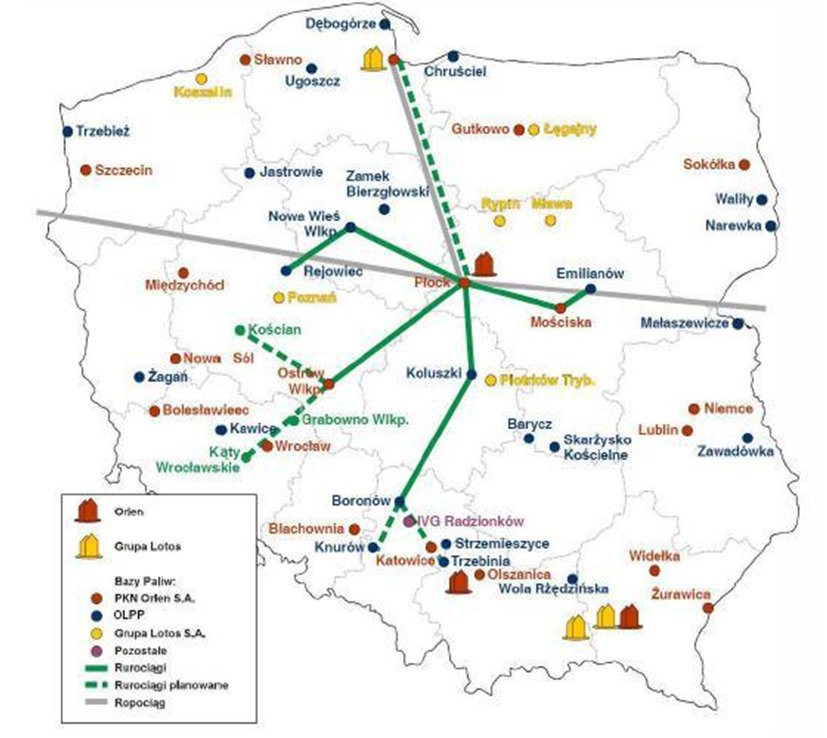 Dębogórze
Sławno
Ugoszcz
Koszalin
Chruściel
Trzebież
Gutkowo
Łęgajny
Szczecin
Sokółka
Jastrowie
Zamek
Bierzgłowski
Waliły
Narewka
Nowa Wieś
Wlkp.
Rypin
Mława
Rejowiec
Płock
Emilianów
Międzychód
Poznań
Mościska
Małaszewicze
Kościan
Nowa Sól
Żagań
Ostrów
Wlkp.
Koluszki
Piotrków Tryb.
Bolesławiec
Grabowno Wlkp.
Kawice
Niemce
Lublin
Barycz
Skarżysko
Kościelne
Zawadówka
Wrocław
Kąty
Wrocławskie
Boronów
IVG Radzionków
Blachownia
Knurów
Strzemieszyce
Katowice
Trzebinia
Olszanica
Wola Rzędzińska
Widełka
Żurawica
Orlen
Grupa Lotos
Bazy Paliw:
PKN Orlen S.A.
OLPP
Grupa Lotos S.A.
Pozostałe
Rurociągi
Rurociągi planowane
Ropociąg